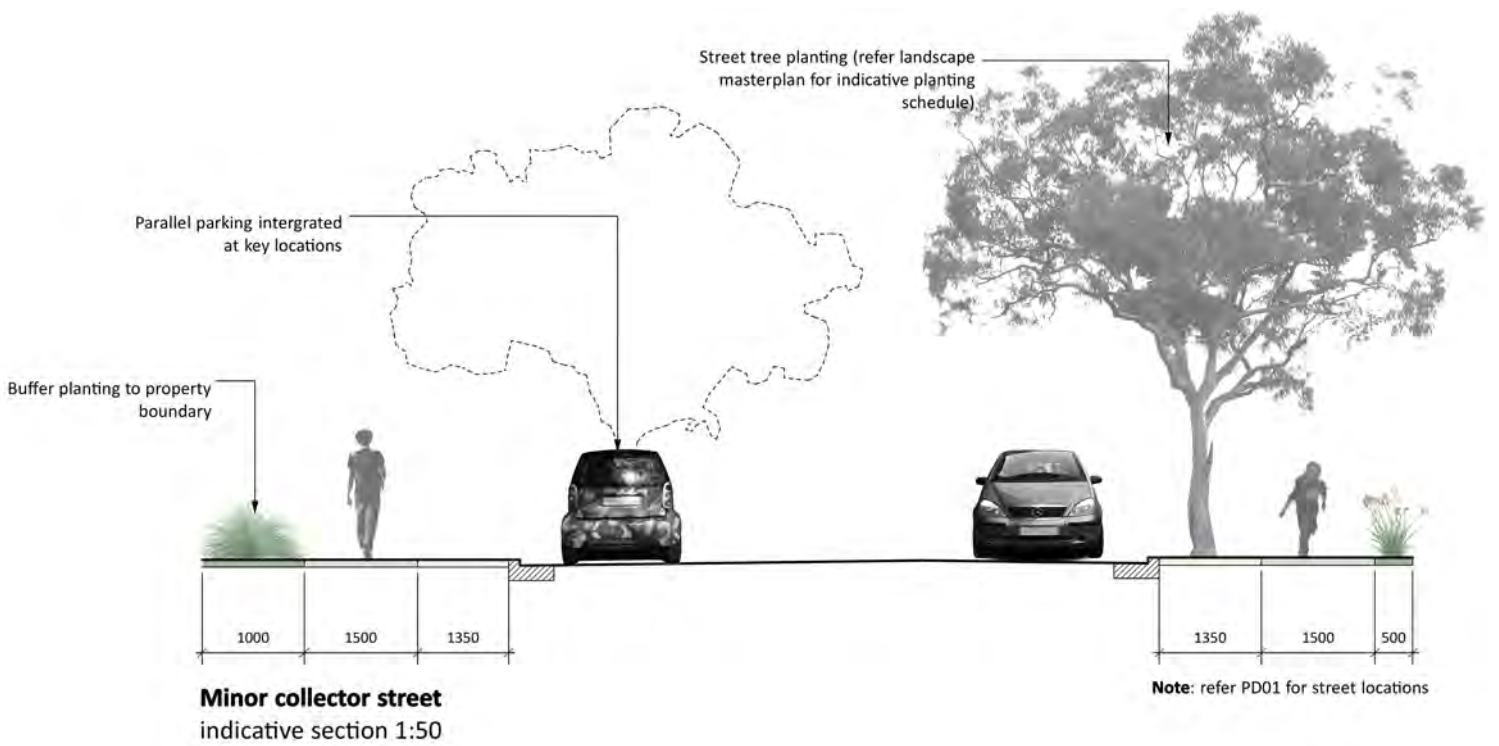 Street tree planting (refer landscape
masterplan for indicative planting
schedule)
Parallel parking intergrated
at key locations
Buffer planting to property
boundary
1000
1500
1350
1350
1500
500
Minor collector street
indicative section 1:50
Note: refer PD01 for street locations